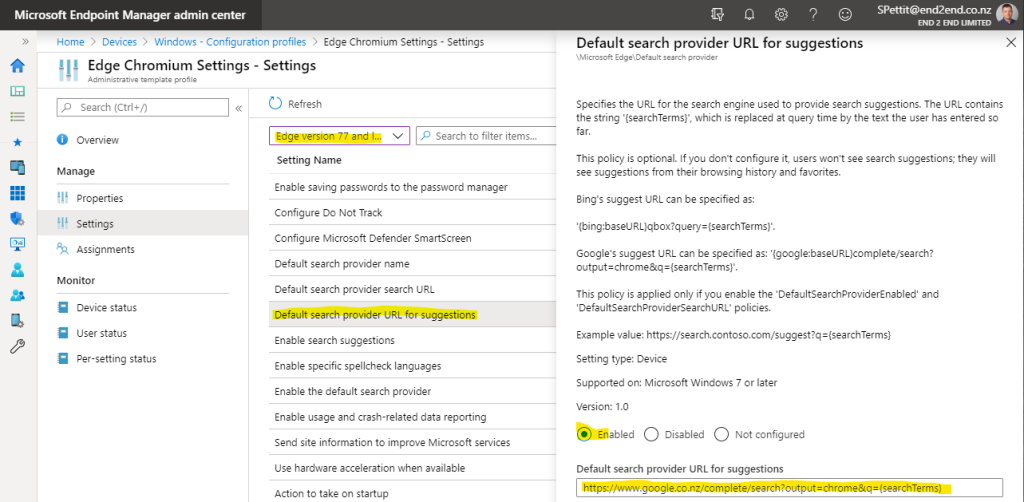 Microsoft Endpoint Manager admin center
SPettit@end2end.co.nz
END 2 END LIMITED
Home > Devices > Windows - Configuration profiles > Edge Chromium Settings - Settings
Edge Chromium Settings - Settings
Administrative template profile
Search (Ctrl+/)
Overview
Manage
Properties
Settings
Assignments
Monitor
Device status
User status
Per-setting status
Refresh
Edge version 77 and l...
Search to filter items...
Setting Name
Enable saving passwords to the password manager
Configure Do Not Track
Configure Microsoft Defender SmartScreen
Default search provider name
Default search provider search URL
Default search provider URL for suggestions
Enable search suggestions
Enable specific spellcheck languages
Enable the default search provider
Enable usage and crash-related data reporting
Send site information to improve Microsoft services
Use hardware acceleration when available
Action to take on startup
Default search provider URL for suggestions
\Microsoft Edge\Default search provider
Specifies the URL for the search engine used to provide search suggestions. The URL contains
the string '{searchTerms}', which is replaced at query time by the text the user has entered so
far.
This policy is optional. If you don't configure it, users won't see search suggestions; they will
see suggestions from their browsing history and favorites.
Bing's suggest URL can be specified as:
'{bing:baseURL}qbox?query={searchTerms}'.
Google's suggest URL can be specified as: '{google:baseURL}complete/search?
output=chrome&q={searchTerms}'.
This policy is applied only if you enable the 'DefaultSearchProviderEnabled' and
'DefaultSearchProviderSearchURL' policies.
Example value: https://search.contoso.com/suggest?q={searchTerms}
Setting type: Device
Supported on: Microsoft Windows 7 or later
Version: 1.0
Enabled Disabled Not configured
Default search provider URL for suggestions
https://www.google.co.nz/complete/search?output=chrome&q={searchTerms}